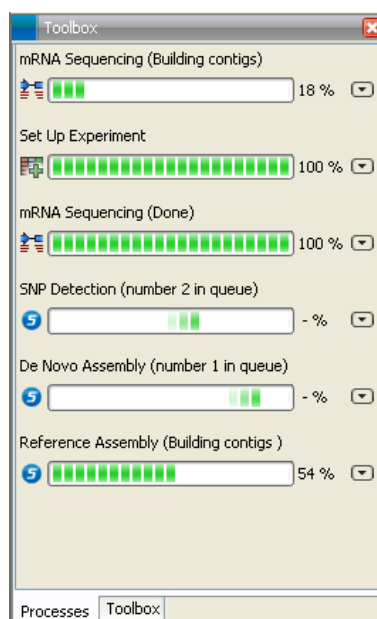 Toolbox
mRNA Sequencing (Building contigs)
18 %
Set Up Experiment
100 %
mRNA Sequencing (Done)
100 %
SNP Detection (number 2 in queue)
S
- %
De Novo Assembly (number 1 in queue)
S
- %
Reference Assembly (Building contigs )
S
54 %
Processes Toolbox